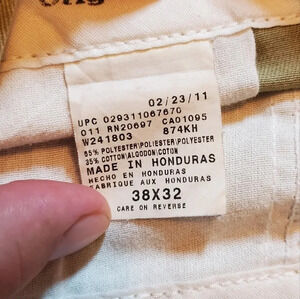 02/23/11
UPC 029311067670
011 RN20697 CA01095
W241803 874KH
65% POLYESTER/POLIESTER/POLYESTER
35% COTTON/ALGODON/COTON
MADE IN HONDURAS
HECHO EN HONDURAS
FABRIQUE AUX HONDURAS
38X32
CARE ON REVERSE